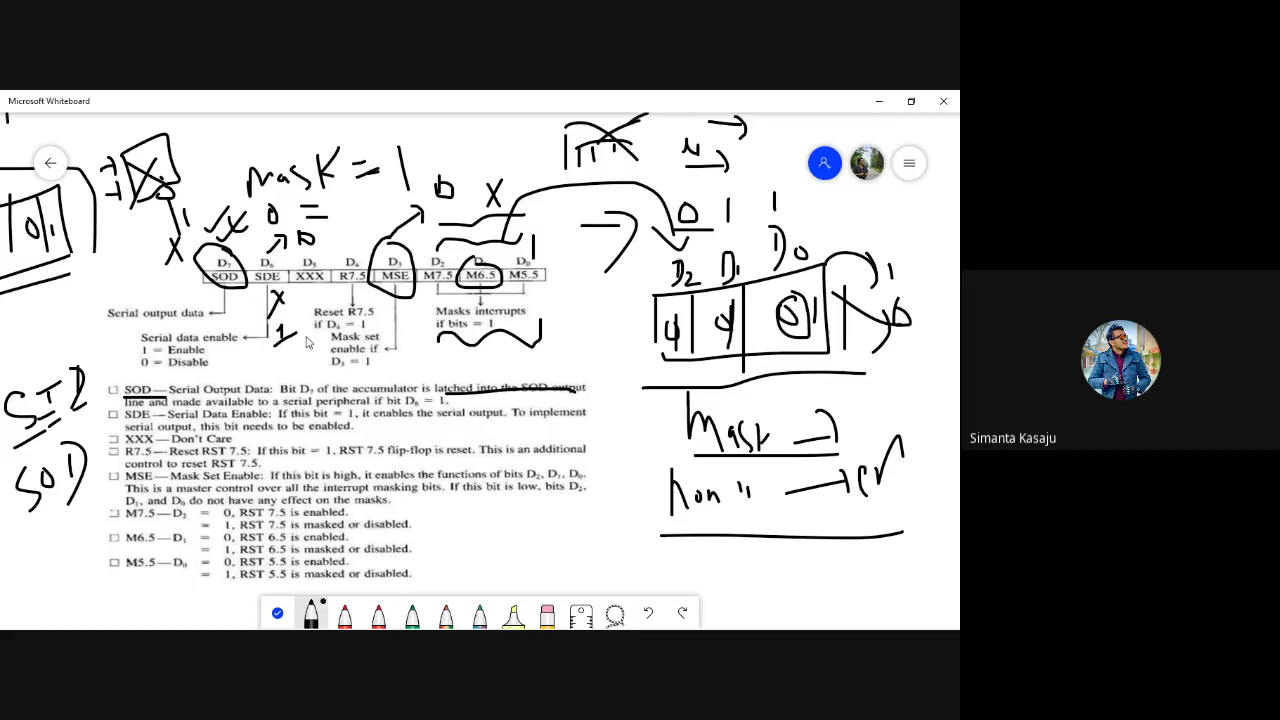 Microsoft Whiteboard
mask = 1
0 =
D₇ D₆ D₅ D₄ D₃ D₂ D₀
SOD SDE XXX R7.5 MSE M7.5 M6.5 M5.5
Serial output data
Serial data enable
1 = Enable
0 = Disable
Reset R7.5
if D₄ = 1
Mask set
enable if
D₃ = 1
Masks interrupts
if bits = 1
0 1 1
D₂ D₁ D₀
Mask
SID
SOD
☐ SOD—Serial Output Data: Bit D₇ of the accumulator is latched into the SOD output
line and made available to a serial peripheral if bit D₆ = 1.
☐ SDE—Serial Data Enable: If this bit = 1, it enables the serial output. To implement
serial output, this bit needs to be enabled.
☐ XXX—Don't Care
☐ R7.5—Reset RST 7.5: If this bit = 1, RST 7.5 flip-flop is reset. This is an additional
control to reset RST 7.5.
☐ MSE—Mask Set Enable: If this bit is high, it enables the functions of bits D₂, D₁, D₀.
This is a master control over all the interrupt masking bits. If this bit is low, bits D₂,
D₁, and D₀ do not have any effect on the masks.
☐ M7.5—D₂ = 0, RST 7.5 is enabled.
= 1, RST 7.5 is masked or disabled.
☐ M6.5—D₁ = 0, RST 6.5 is enabled.
= 1, RST 6.5 is masked or disabled.
☐ M5.5—D₀ = 0, RST 5.5 is enabled.
= 1, RST 5.5 is masked or disabled.
Simanta Kasaju